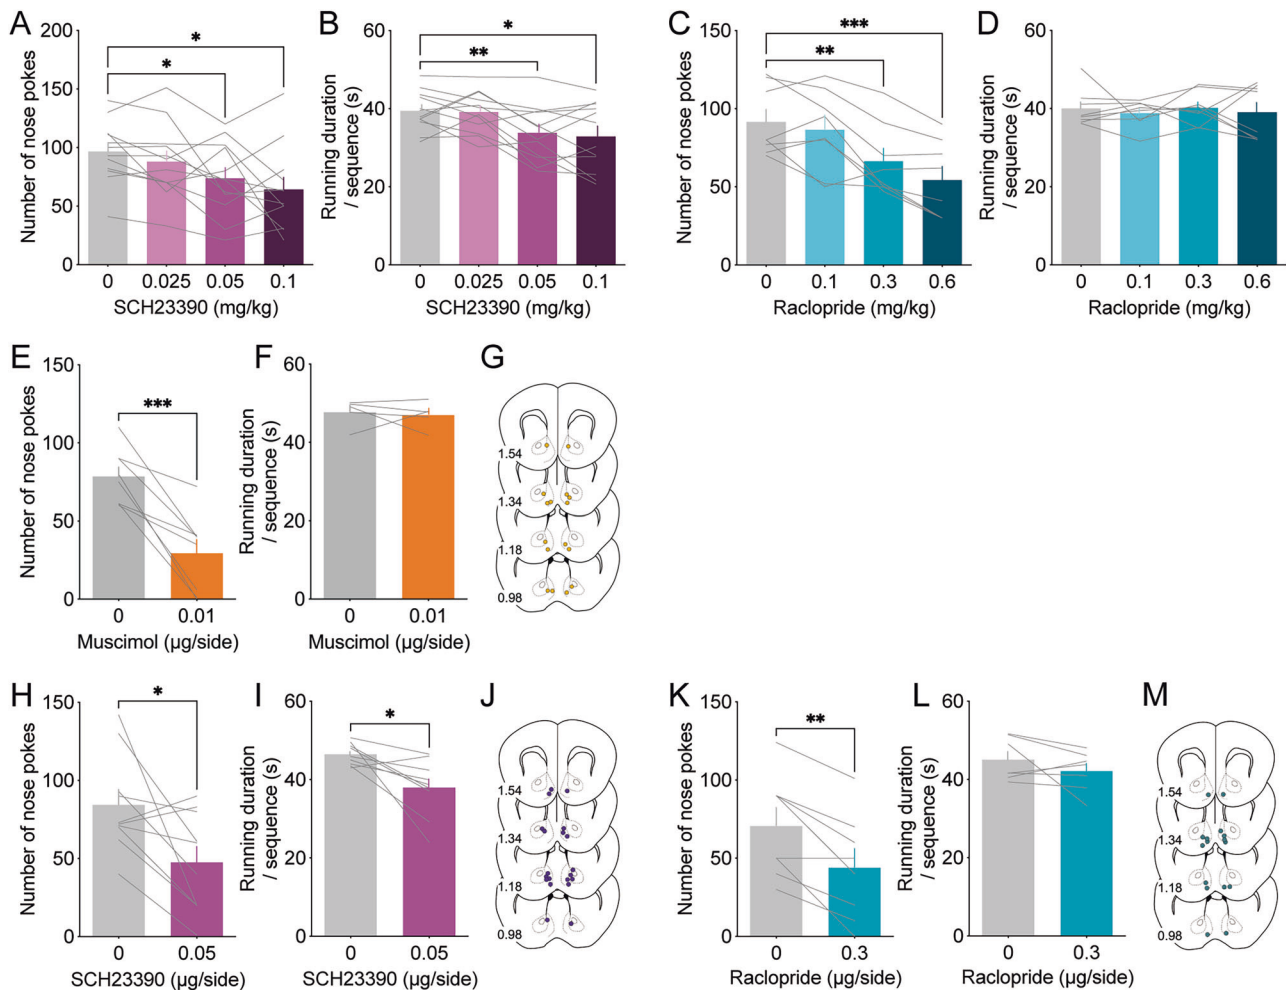 A
Number of nose pokes
200
150
100
50
0
*
*
0 0.025 0.05 0.1
SCH23390 (mg/kg)
B
Running duration
/ sequence (s)
60
40
20
0
*
**
0 0.025 0.05 0.1
SCH23390 (mg/kg)
C
Number of nose pokes
150
100
50
0
***
**
0 0.1 0.3 0.6
Raclopride (mg/kg)
D
Running duration
/ sequence (s)
60
40
20
0
0 0.1 0.3 0.6
Raclopride (mg/kg)
E
Number of nose pokes
150
100
50
0
***
0 0.01
Muscimol (µg/side)
F
Running duration
/ sequence (s)
60
40
20
0
0 0.01
Muscimol (µg/side)
G
1.54
1.34
1.18
0.98
H
Number of nose pokes
150
100
50
0
*
0 0.05
SCH23390 (µg/side)
I
Running duration
/ sequence (s)
60
40
20
0
*
0 0.05
SCH23390 (µg/side)
J
1.54
1.34
1.18
0.98
K
Number of nose pokes
150
100
50
0
**
0 0.3
Raclopride (µg/side)
L
Running duration
/ sequence (s)
60
40
20
0
0 0.3
Raclopride (µg/side)
M
1.54
1.34
1.18
0.98